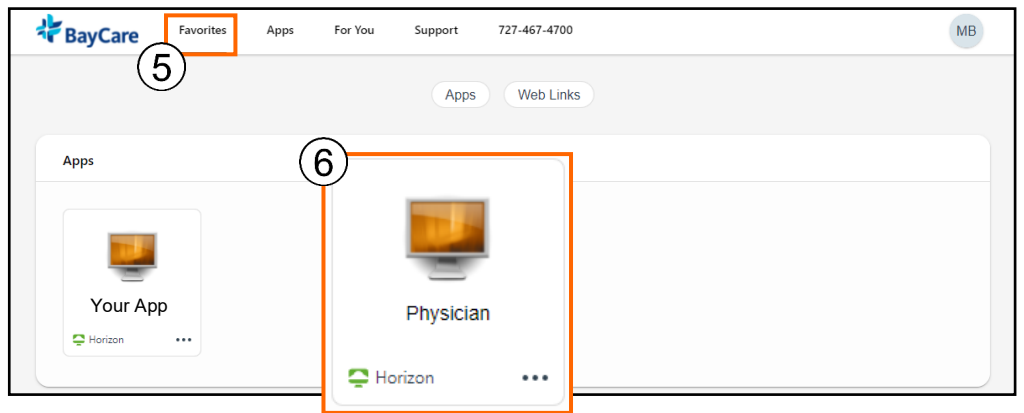 BayCare
Favorites
Apps
For You
Support
727-467-4700
MB
5
Apps
Web Links
Apps
6
Your App
Horizon
Physician
Horizon